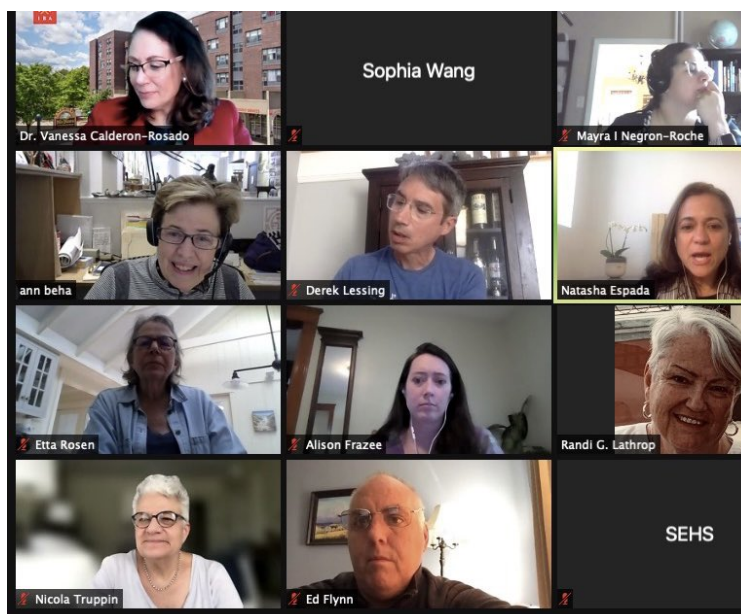 IBA
Dr. Vanessa Calderon-Rosado
Sophia Wang
Mayra I Negron-Roche
ann beha
Derek Lessing
Natasha Espada
Etta Rosen
Alison Frazee
Randi G. Lathrop
Nicola Truppin
Ed Flynn
SEHS